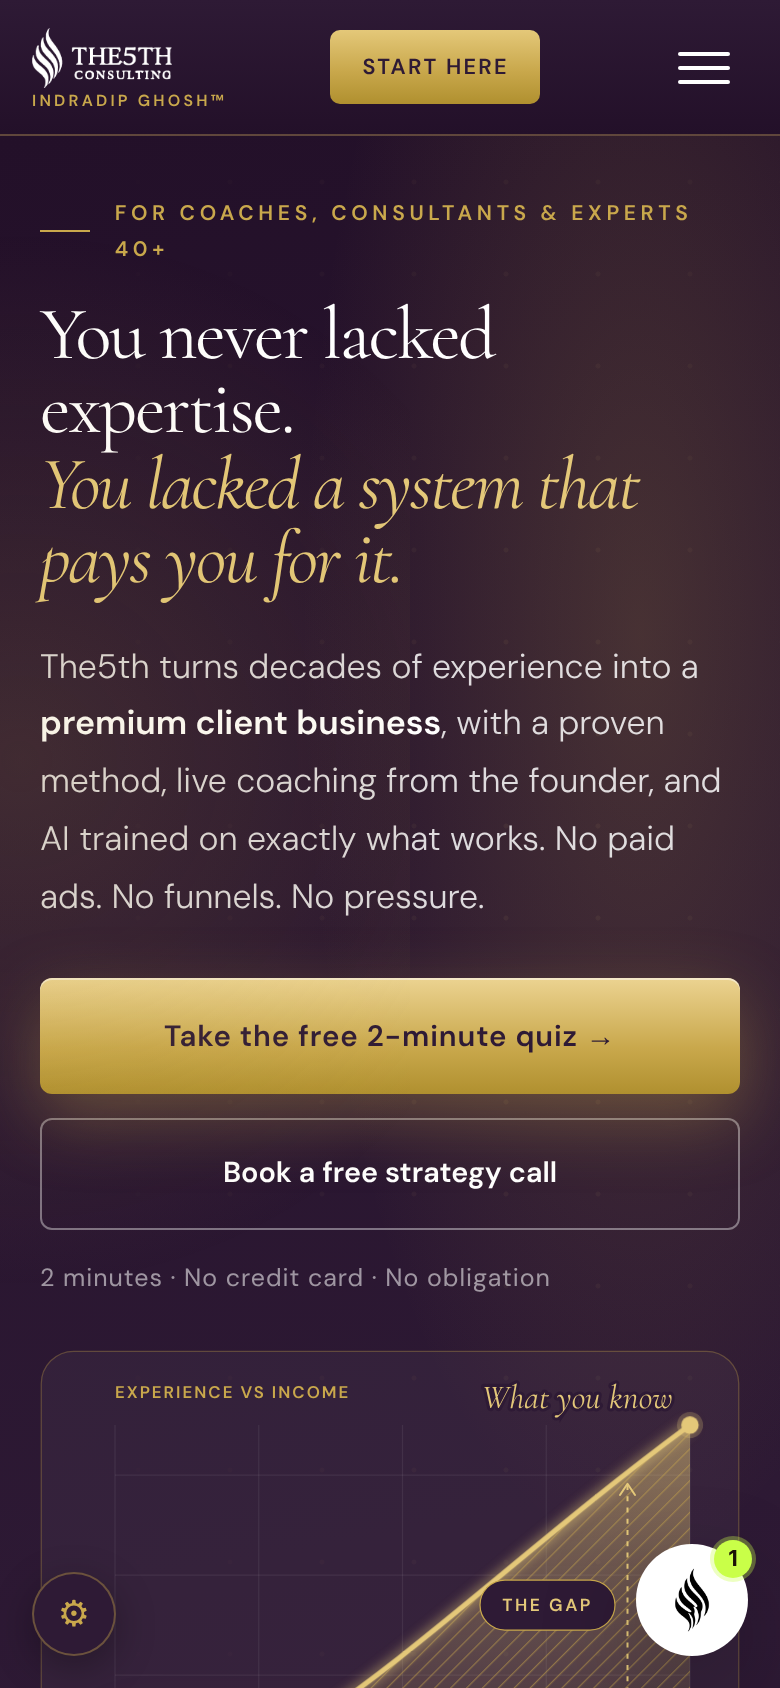 THE5TH
CONSULTING
INDRADIP GHOSH™
START HERE
FOR COACHES, CONSULTANTS & EXPERTS
40+
You never lacked
expertise.
You lacked a system that
pays you for it.
The5th turns decades of experience into a
premium client business, with a proven
method, live coaching from the founder, and
AI trained on exactly what works. No paid
ads. No funnels. No pressure.
Take the free 2-minute quiz →
Book a free strategy call
2 minutes · No credit card · No obligation
EXPERIENCE VS INCOME
What you know
THE GAP
1